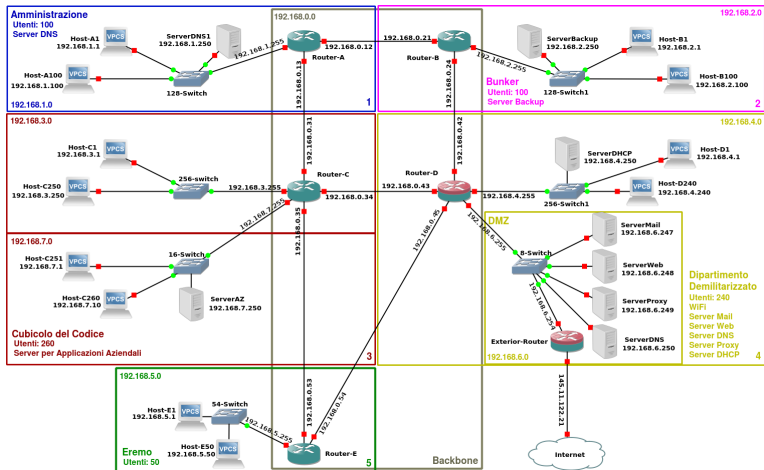 Amministrazione
Utenti: 100
Server DNS
Host-A1
192.168.1.1
VPCS
ServerDNS1
192.168.1.250
Host-A100
192.168.1.100
VPCS
128-Switch
192.168.1.255
192.168.1.0
1
192.168.0.0
Router-A
192.168.0.12
192.168.0.13
192.168.0.21
Router-B
192.168.0.24
192.168.2.255
192.168.2.0
ServerBackup
192.168.2.250
Host-B1
192.168.2.1
VPCS
Host-B100
192.168.2.100
VPCS
128-Switch1
Bunker
Utenti: 100
Server Backup
2
192.168.3.0
Host-C1
192.168.3.1
VPCS
Host-C250
192.168.3.250
VPCS
256-switch
192.168.3.255
192.168.0.31
Router-C
192.168.0.34
192.168.0.35
192.168.7.255
192.168.7.0
Host-C251
192.168.7.1
VPCS
16-Switch
Host-C260
192.168.7.10
VPCS
ServerAZ
192.168.7.250
Cubicolo del Codice
Utenti: 260
Server per Applicazioni Aziendali
3
192.168.4.0
192.168.0.42
Router-D
192.168.0.43
192.168.0.45
192.168.4.255
192.168.6.255
ServerDHCP
192.168.4.250
Host-D1
192.168.4.1
VPCS
Host-D240
192.168.4.240
VPCS
256-Switch1
DMZ
8-Switch
ServerMail
192.168.6.247
ServerWeb
192.168.6.248
ServerProxy
192.168.6.249
ServerDNS
192.168.6.250
192.168.6.254
Exterior-Router
192.168.6.0
Dipartimento
Demilitarizzato
Utenti: 240
WiFi
Server Mail
Server Web
Server DNS
Server Proxy
Server DHCP
4
145.11.122.21
Internet
192.168.5.0
54-Switch
Host-E1
192.168.5.1
VPCS
Host-E50
192.168.5.50
VPCS
192.168.5.255
192.168.0.53
192.168.0.54
Router-E
Eremo
Utenti: 50
5
Backbone